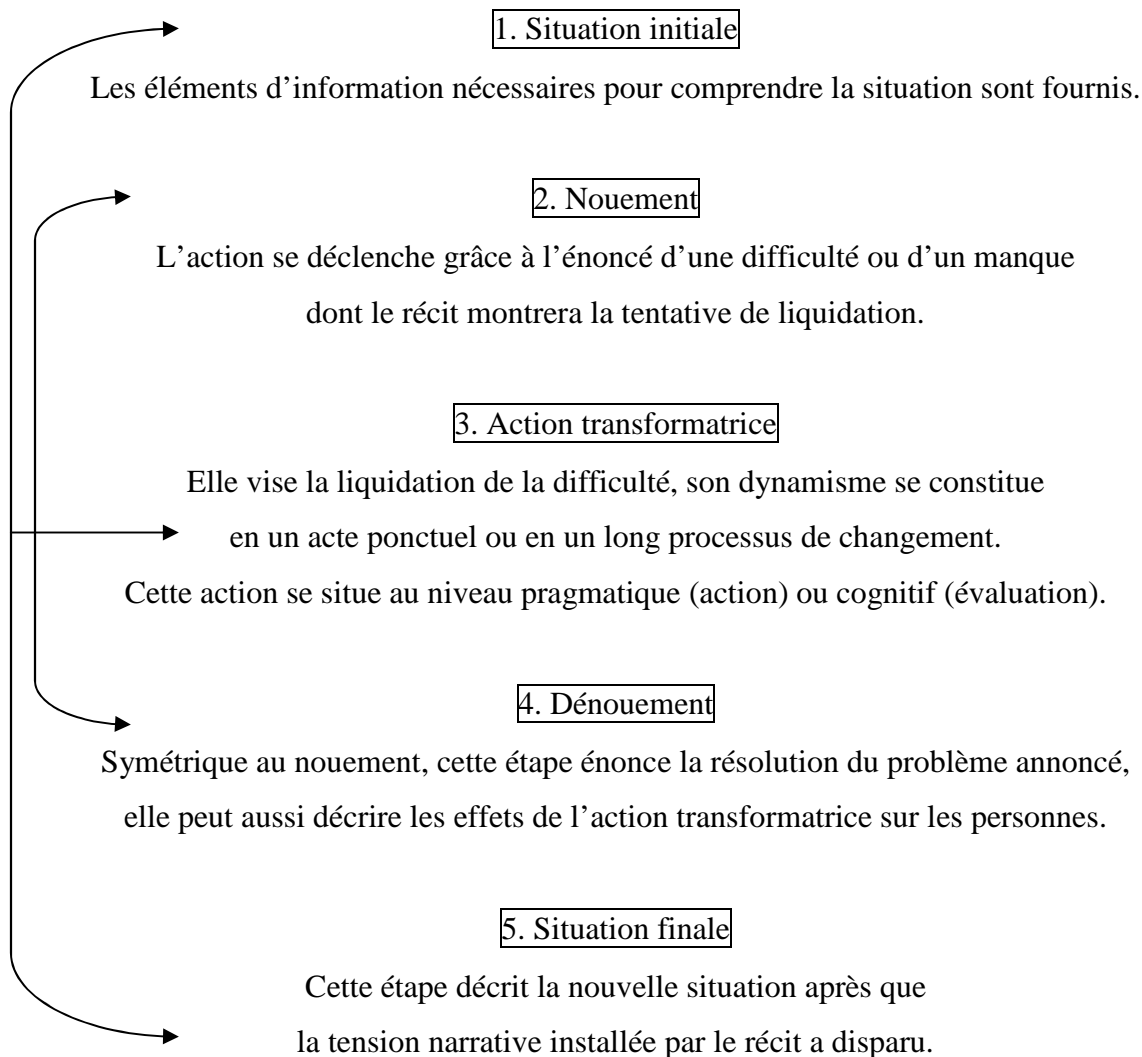 1. Situation initiale
Les éléments d’information nécessaires pour comprendre la situation sont fournis.
2. Nouement
L’action se déclenche grâce à l’énoncé d’une difficulté ou d’un manque
dont le récit montrera la tentative de liquidation.
3. Action transformatrice
Elle vise la liquidation de la difficulté, son dynamisme se constitue
en un acte ponctuel ou en un long processus de changement.
Cette action se situe au niveau pragmatique (action) ou cognitif (évaluation).
4. Dénouement
Symétrique au nouement, cette étape énonce la résolution du problème annoncé,
elle peut aussi décrire les effets de l’action transformatrice sur les personnes.
5. Situation finale
Cette étape décrit la nouvelle situation après que
la tension narrative installée par le récit a disparu.